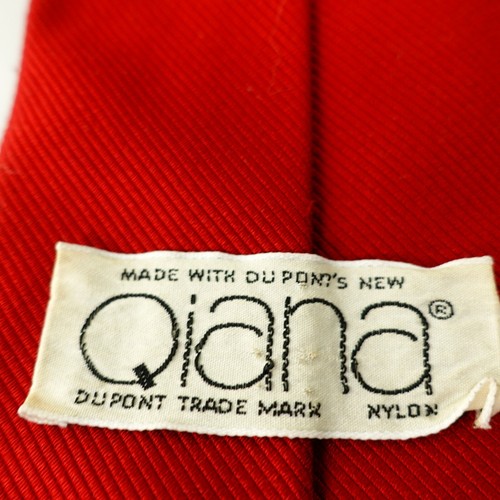 MADE WITH DU PONT'S NEW
Qiana®
DUPONT TRADE MARK NYLON